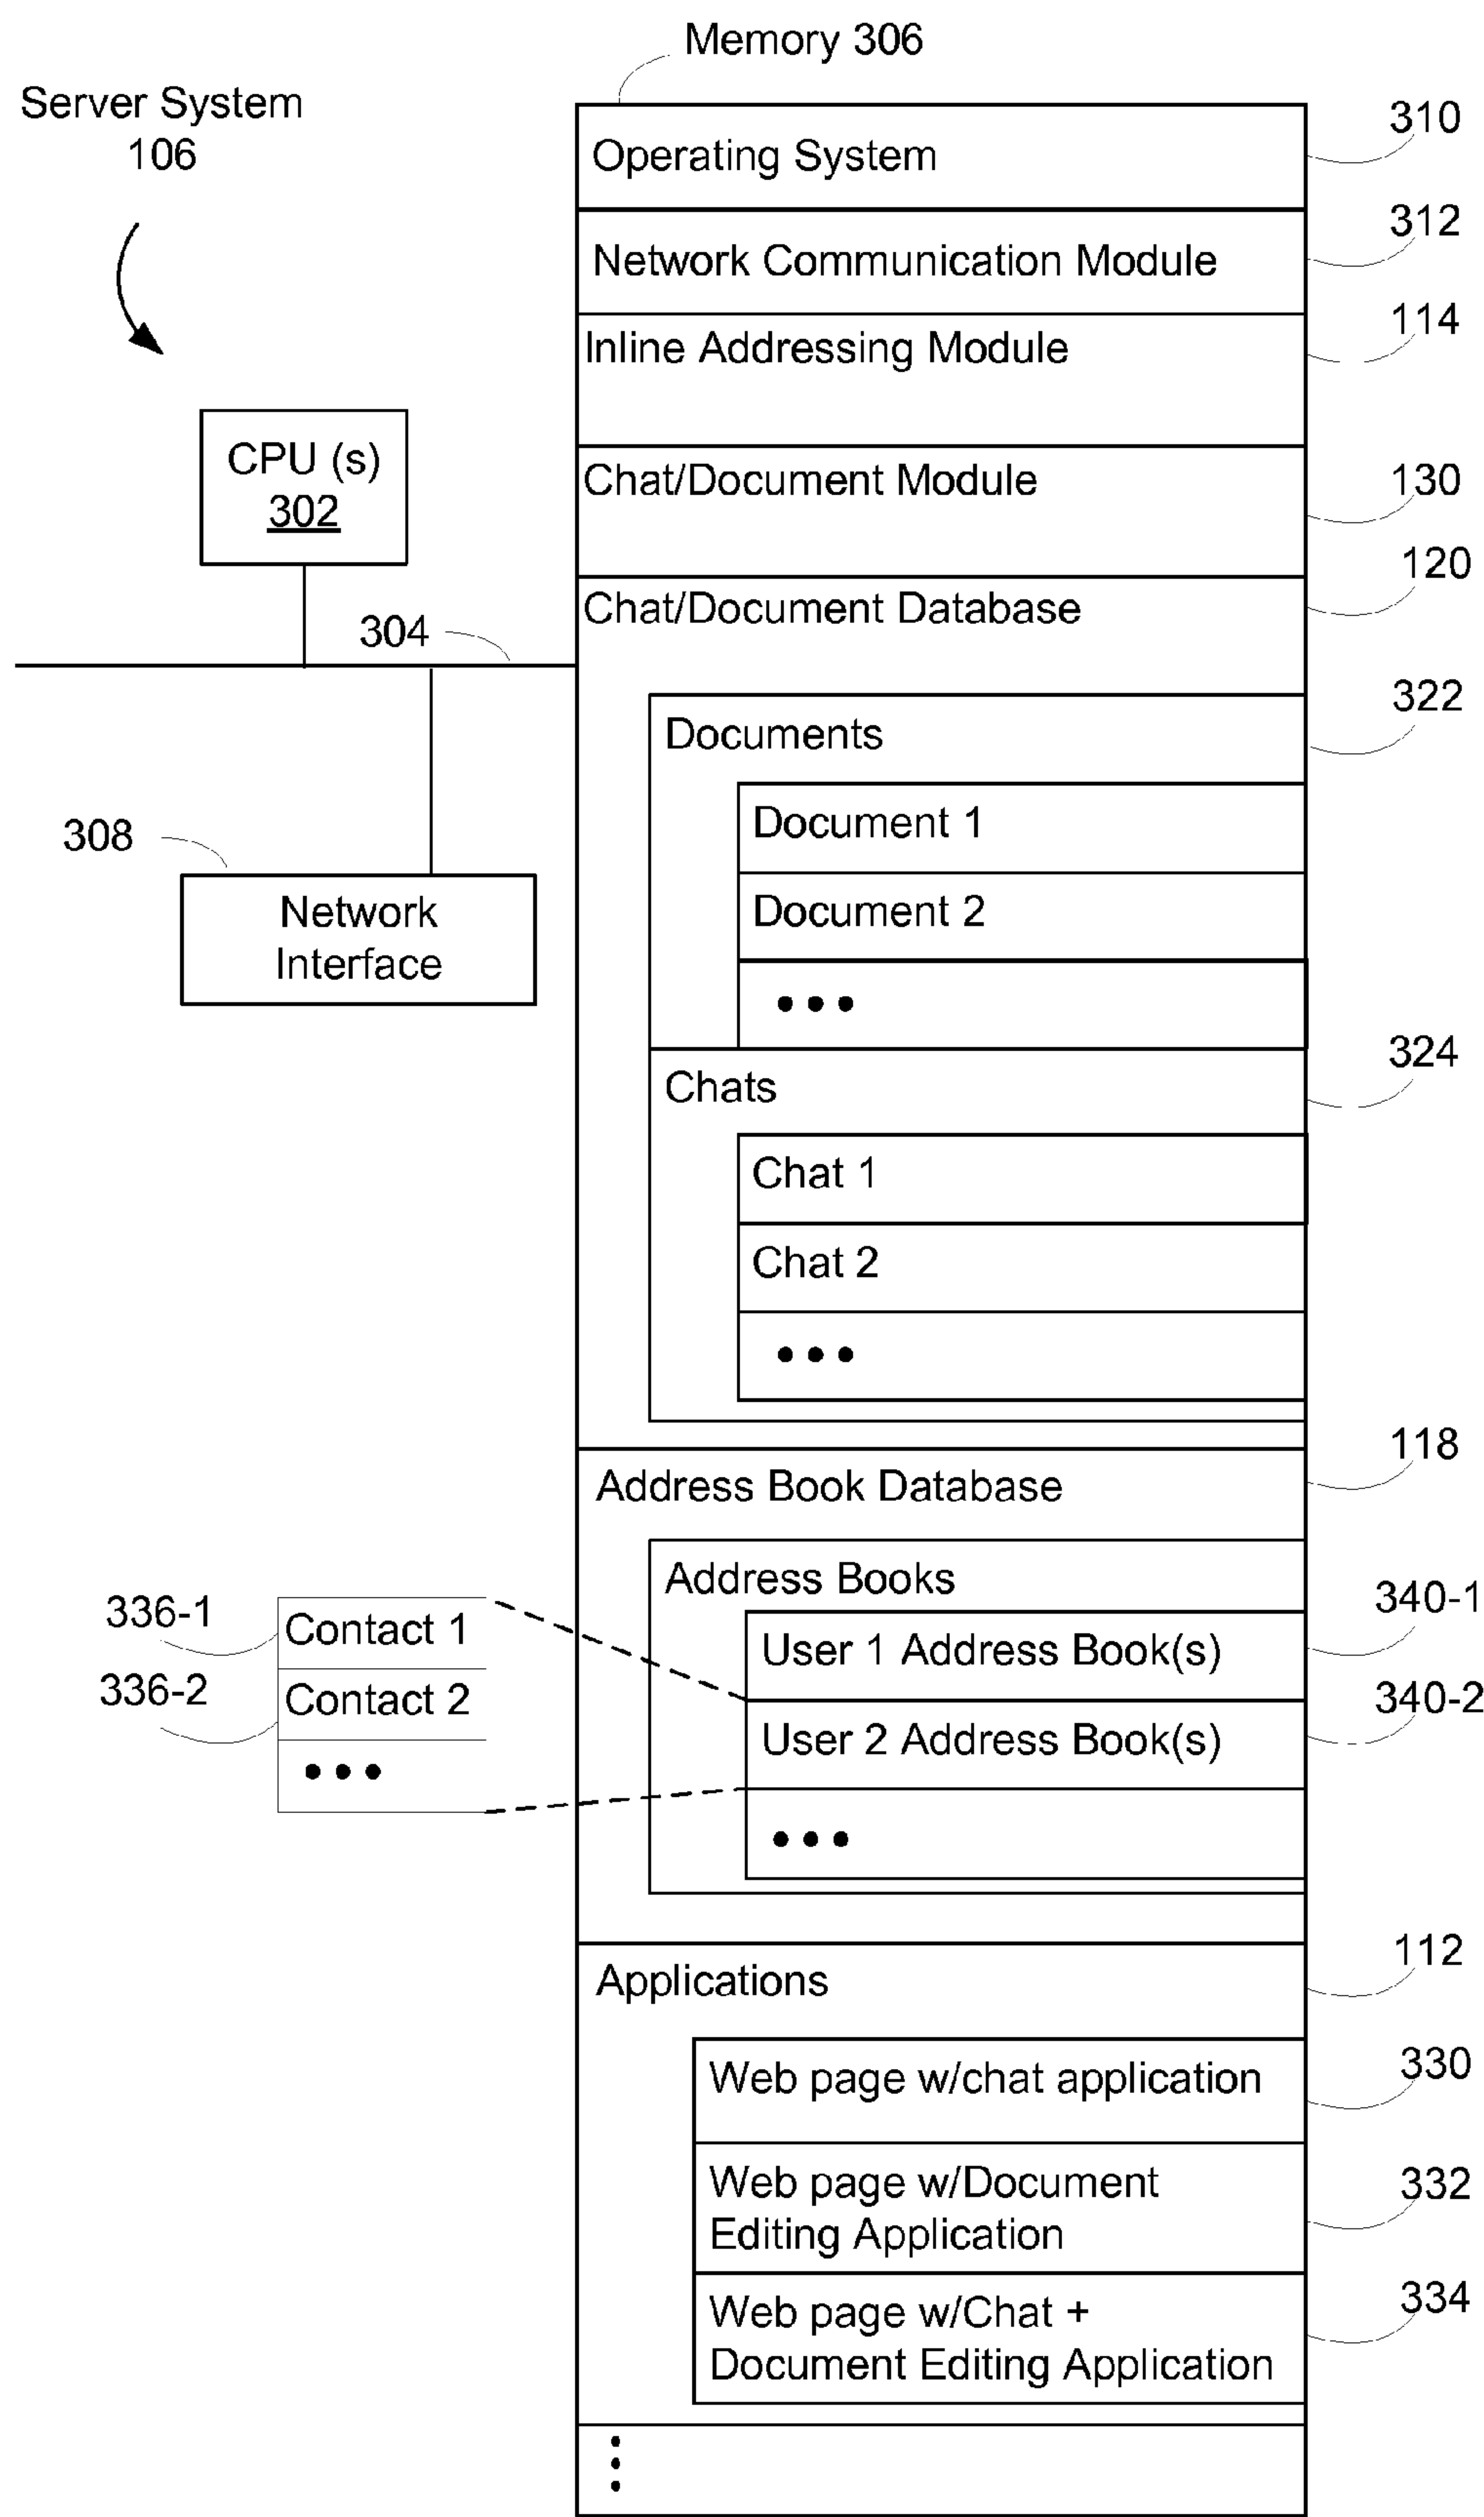 Memory 306
Server System
106
Operating System
310
Network Communication Module
312
Inline Addressing Module
114
CPU (s)
302
Chat/Document Module
130
Chat/Document Database
120
304
Documents
322
Document 1
Document 2
•••
308
Network
Interface
Chats
324
Chat 1
Chat 2
•••
Address Book Database
118
Address Books
User 1 Address Book(s)
340-1
User 2 Address Book(s)
340-2
•••
336-1
Contact 1
336-2
Contact 2
•••
Applications
112
Web page w/chat application
330
Web page w/Document
Editing Application
332
Web page w/Chat +
Document Editing Application
334